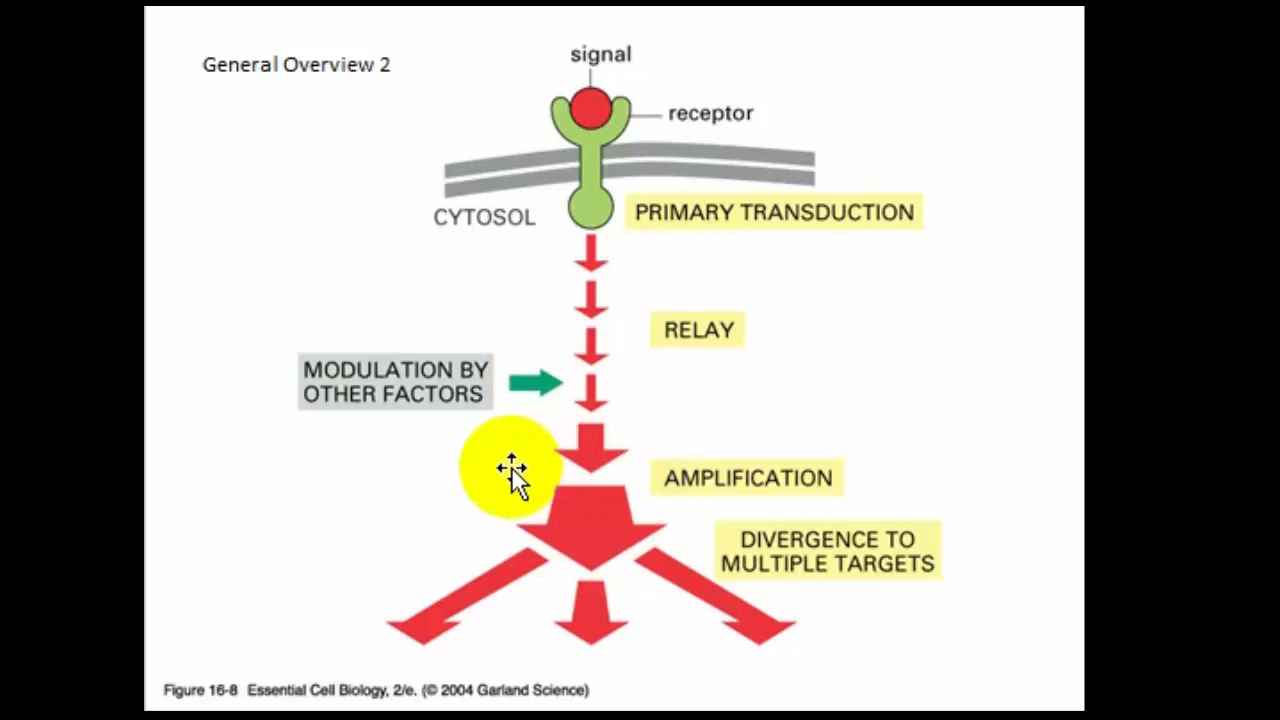 General Overview 2
signal
receptor
CYTOSOL
PRIMARY TRANSDUCTION
RELAY
MODULATION BY
OTHER FACTORS
AMPLIFICATION
DIVERGENCE TO
MULTIPLE TARGETS
Figure 16-8 Essential Cell Biology, 2/e. (© 2004 Garland Science)